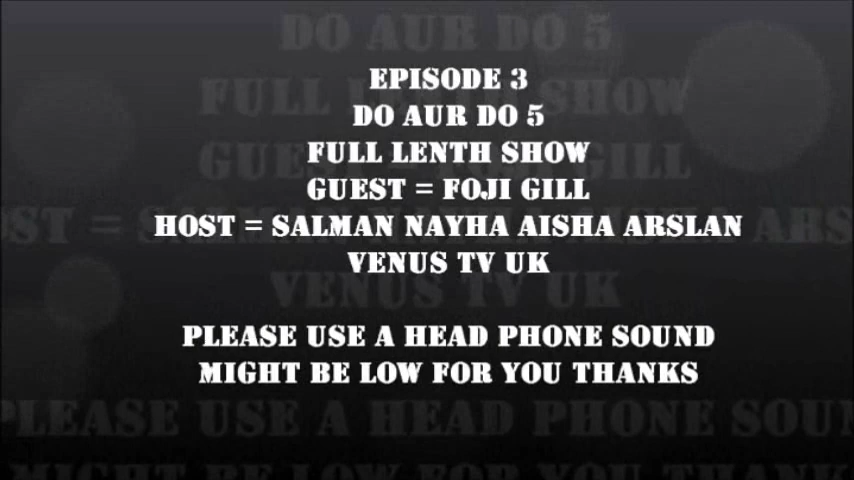 EPISODE 3
DO AUR DO 5
FULL LENTH SHOW
GUEST = FOJI GILL
HOST = SALMAN NAYHA AISHA ARSLAN
VENUS TV UK
PLEASE USE A HEAD PHONE SOUND
MIGHT BE LOW FOR YOU THANKS